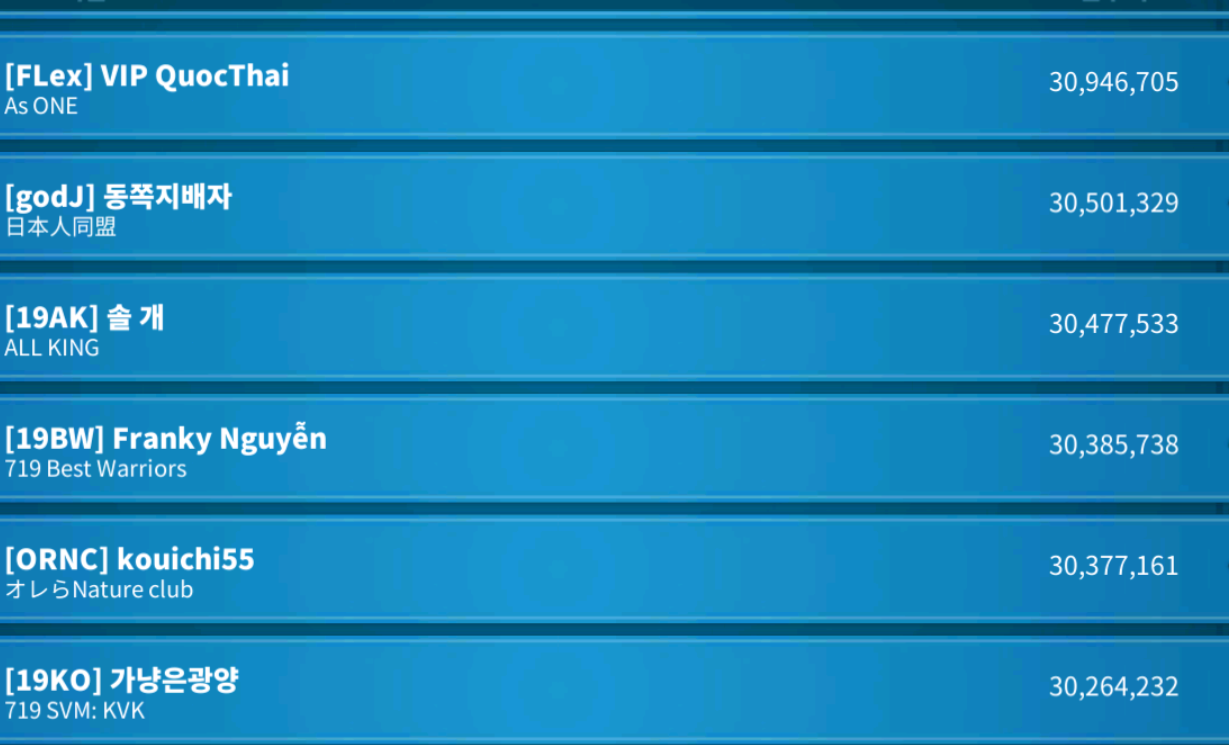 [FLex] VIP QuocThai
30,946,705
As ONE
[godJ] 동쪽지배자
30,501,329
日本人同盟
[19AK] 솔 개
30,477,533
ALL KING
[19BW] Franky Nguyễn
30,385,738
719 Best Warriors
[ORNC] kouichi55
30,377,161
オレらNature club
[19KO] 가냥은광양
30,264,232
719 SVM: KVK